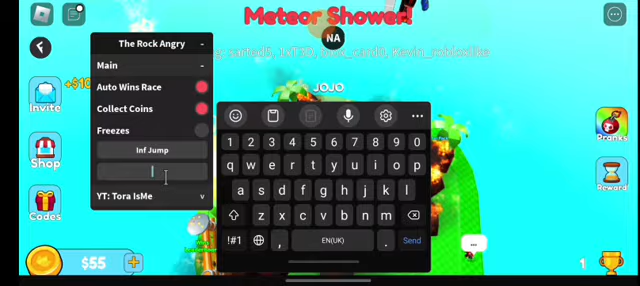 Meteor Shower!
NA
The Rock Angry -
Main -
Auto Wins Race
Collect Coins
Freezes
Inf Jump
YT: Tora IsMe v
+$10
Invite
Shop
Codes
$55 +
JOJO
1 2 3 4 5 6 7 8 9 0
q w e r t y u i o p
a s d f g h j k l
z x c v b n m
!#1 , EN(UK) . Send
...
Pranks
Reward
1